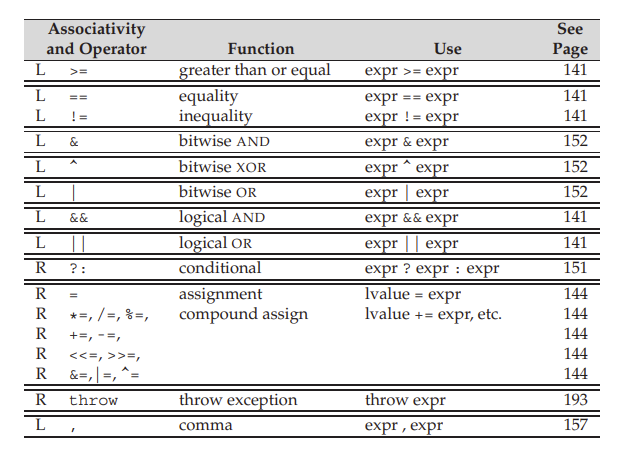 Associativity See
and Operator Function Use Page
L >= greater than or equal expr >= expr 141
L == equality expr == expr 141
L != inequality expr != expr 141
L & bitwise AND expr & expr 152
L ^ bitwise XOR expr ^ expr 152
L | bitwise OR expr | expr 152
L && logical AND expr && expr 141
L || logical OR expr || expr 141
R ?: conditional expr ? expr : expr 151
R = assignment lvalue = expr 144
R *=, /=, %=, compound assign lvalue += expr, etc. 144
R +=, -=, 144
R <<=, >>=, 144
R &=,|=, ^= 144
R throw throw exception throw expr 193
L , comma expr , expr 157